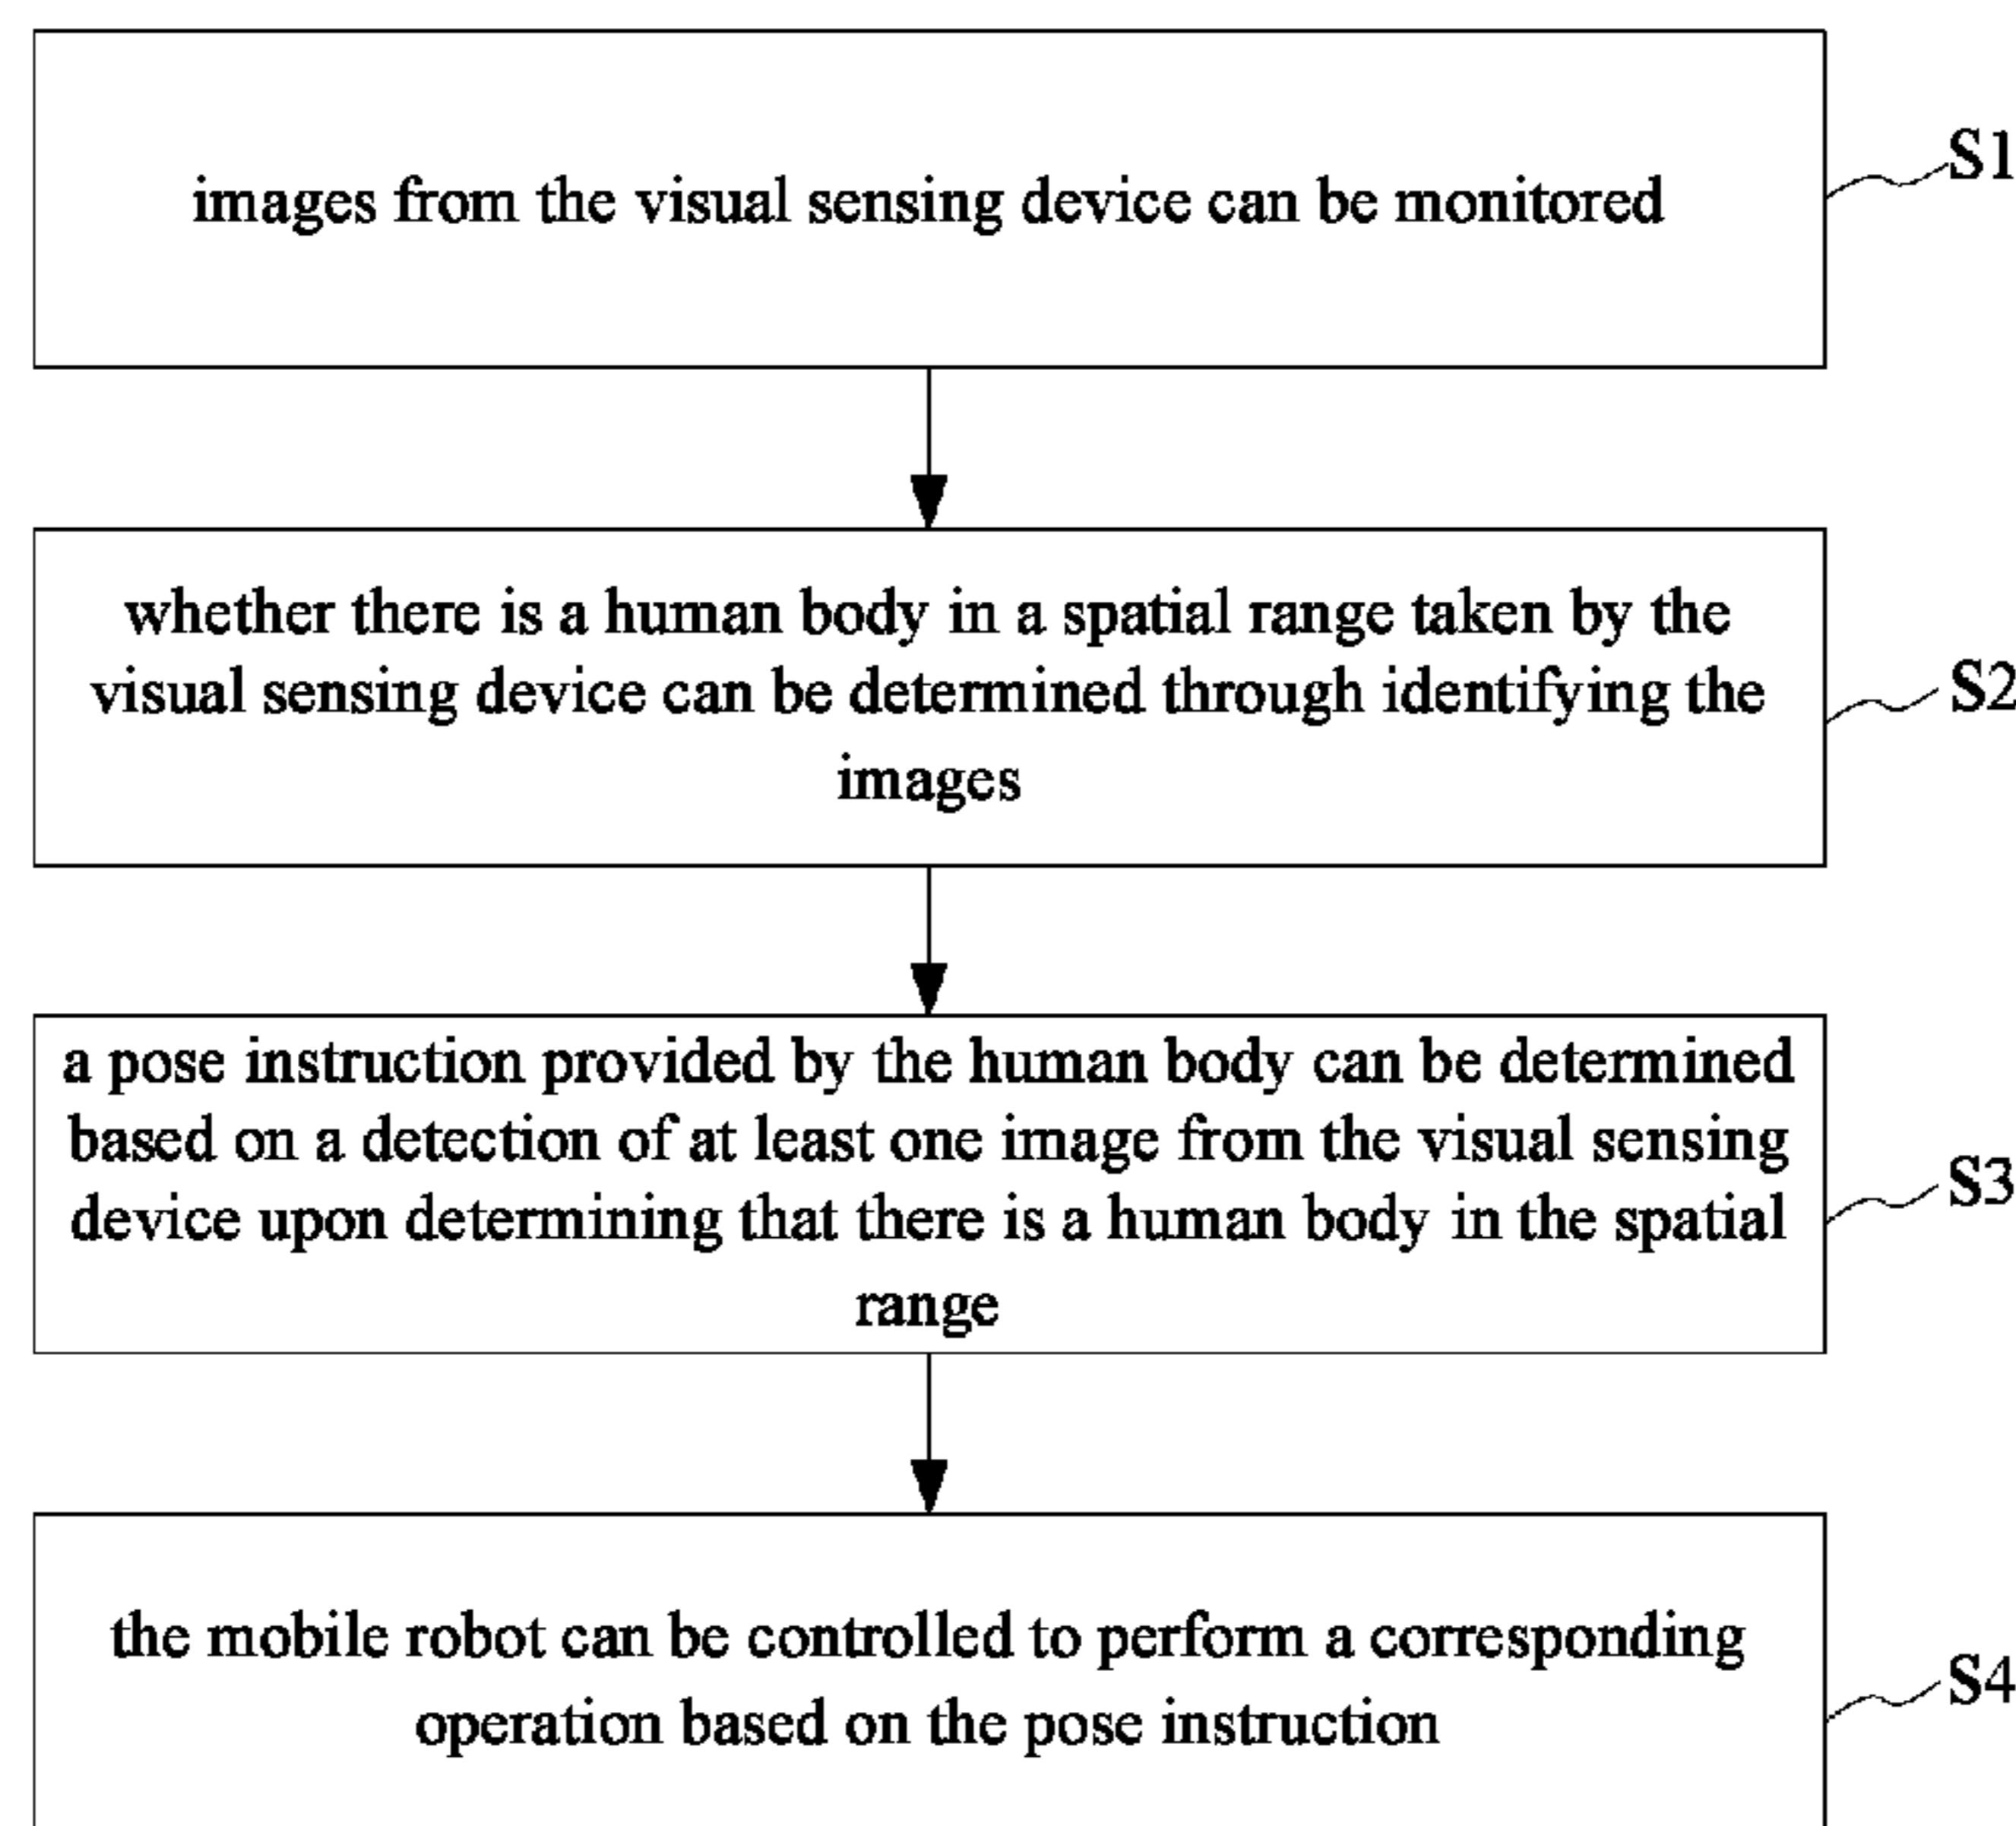 images from the visual sensing device can be monitored
S1
whether there is a human body in a spatial range taken by the
visual sensing device can be determined through identifying the
images
S2
a pose instruction provided by the human body can be determined
based on a detection of at least one image from the visual sensing
device upon determining that there is a human body in the spatial
range
S3
the mobile robot can be controlled to perform a corresponding
operation based on the pose instruction
S4